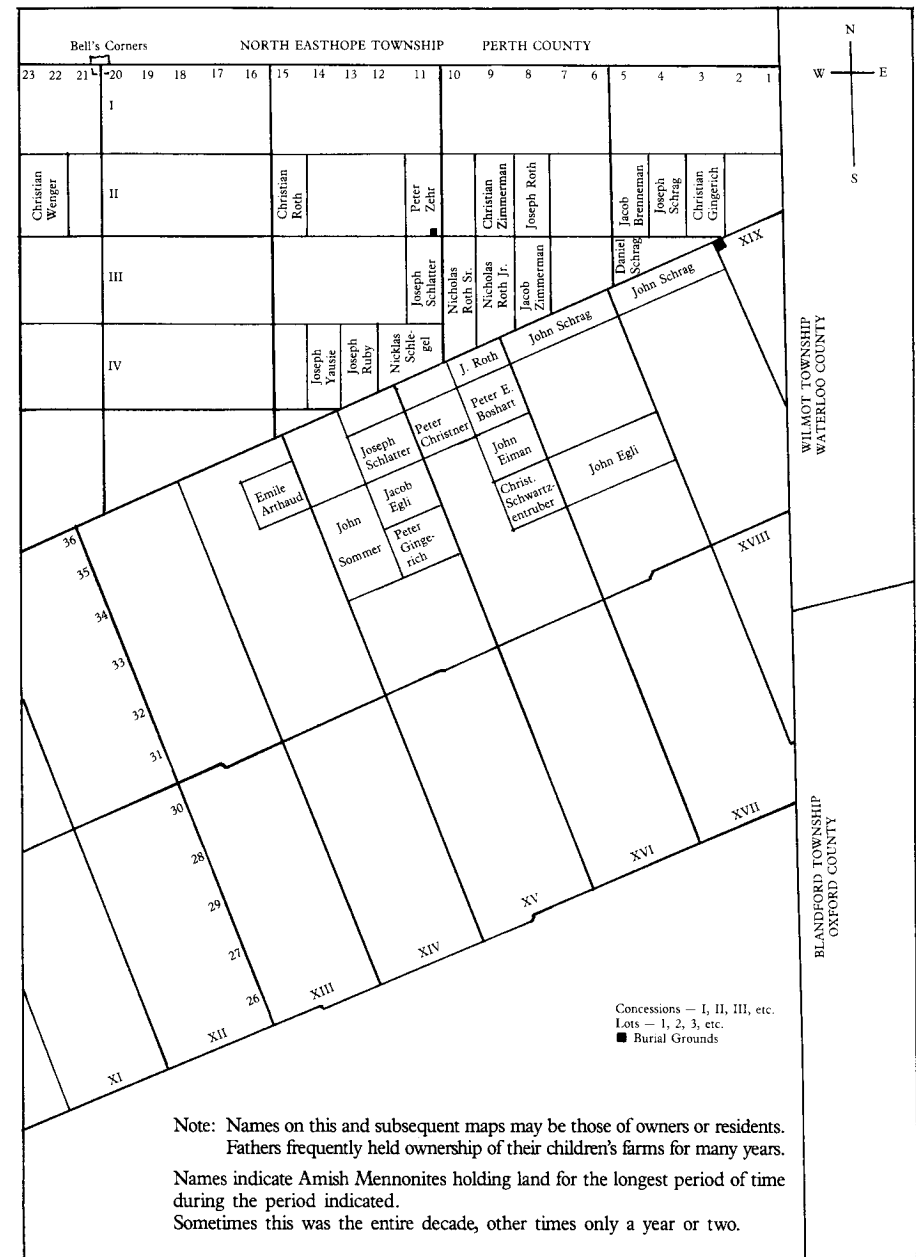 Bell's Corners NORTH EASTHOPE TOWNSHIP PERTH COUNTY
N
W E
S
23 22 21 20 19 18 17 16 15 14 13 12 11 10 9 8 7 6 5 4 3 2 1
I
II
Christian
Wenger
Christian
Roth
Peter
Zehr
Christian
Zimmerman
Joseph Roth
Jacob
Brenneman
Joseph
Schrag
Christian
Gingerich
III
Joseph
Schlatter
Nicholas
Roth Sr.
Nicholas
Roth Jr.
Jacob
Zimmerman
Daniel
Schrag
XIX
John Schrag
John Schrag
IV
Joseph
Yausie
Joseph
Ruby
Nicklas
Schle-
gel
J. Roth
Joseph
Schlatter
Peter
Christner
Peter E.
Boshart
John
Eiman
Christ.
Schwartz-
entruber
John Egli
Emile
Arthaud
John
Sommer
Jacob
Egli
Peter
Ginge-
rich
WILMOT TOWNSHIP
WATERLOO COUNTY
36
35
34
33
32
31
30
28
29
27
26
XVIII
XVII
XVI
XV
XIV
XIII
XII
XI
BLANDFORD TOWNSHIP
OXFORD COUNTY
Concessions — I, II, III, etc.
Lots — 1, 2, 3, etc.
■ Burial Grounds
Note: Names on this and subsequent maps may be those of owners or residents.
Fathers frequently held ownership of their children's farms for many years.
Names indicate Amish Mennonites holding land for the longest period of time
during the period indicated.
Sometimes this was the entire decade, other times only a year or two.